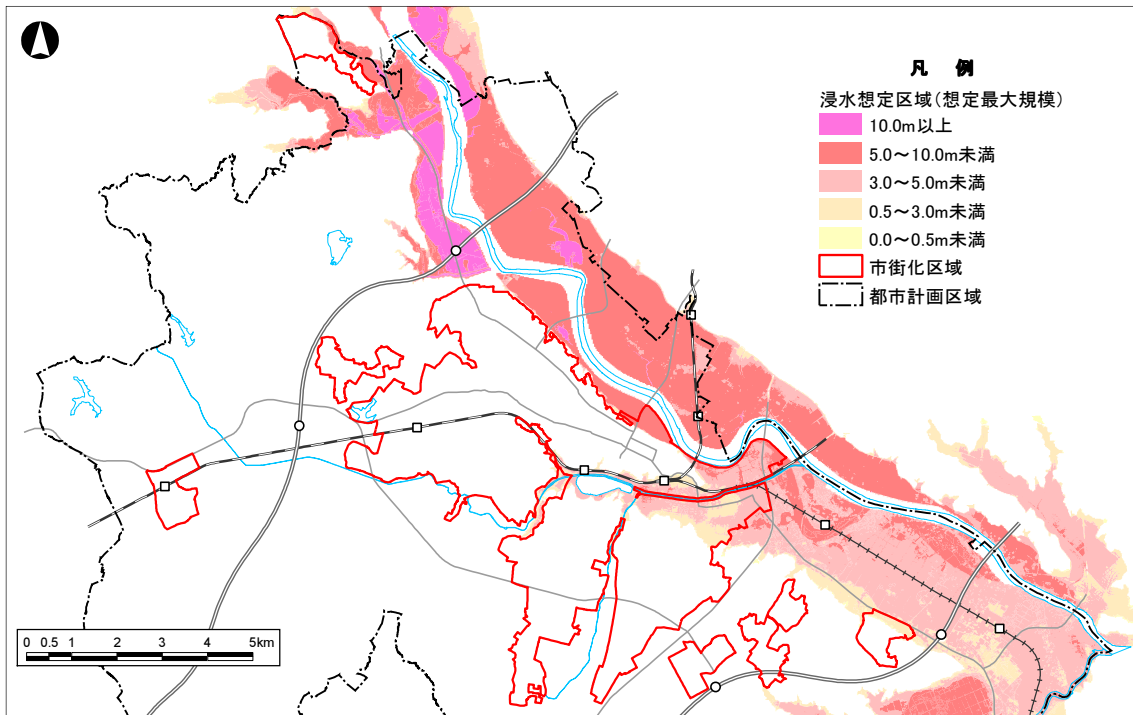 凡 例
浸水想定区域(想定最大規模)
10.0m以上
5.0～10.0m未満
3.0～5.0m未満
0.5～3.0m未満
0.0～0.5m未満
市街化区域
都市計画区域
0 0.5 1 2 3 4 5km